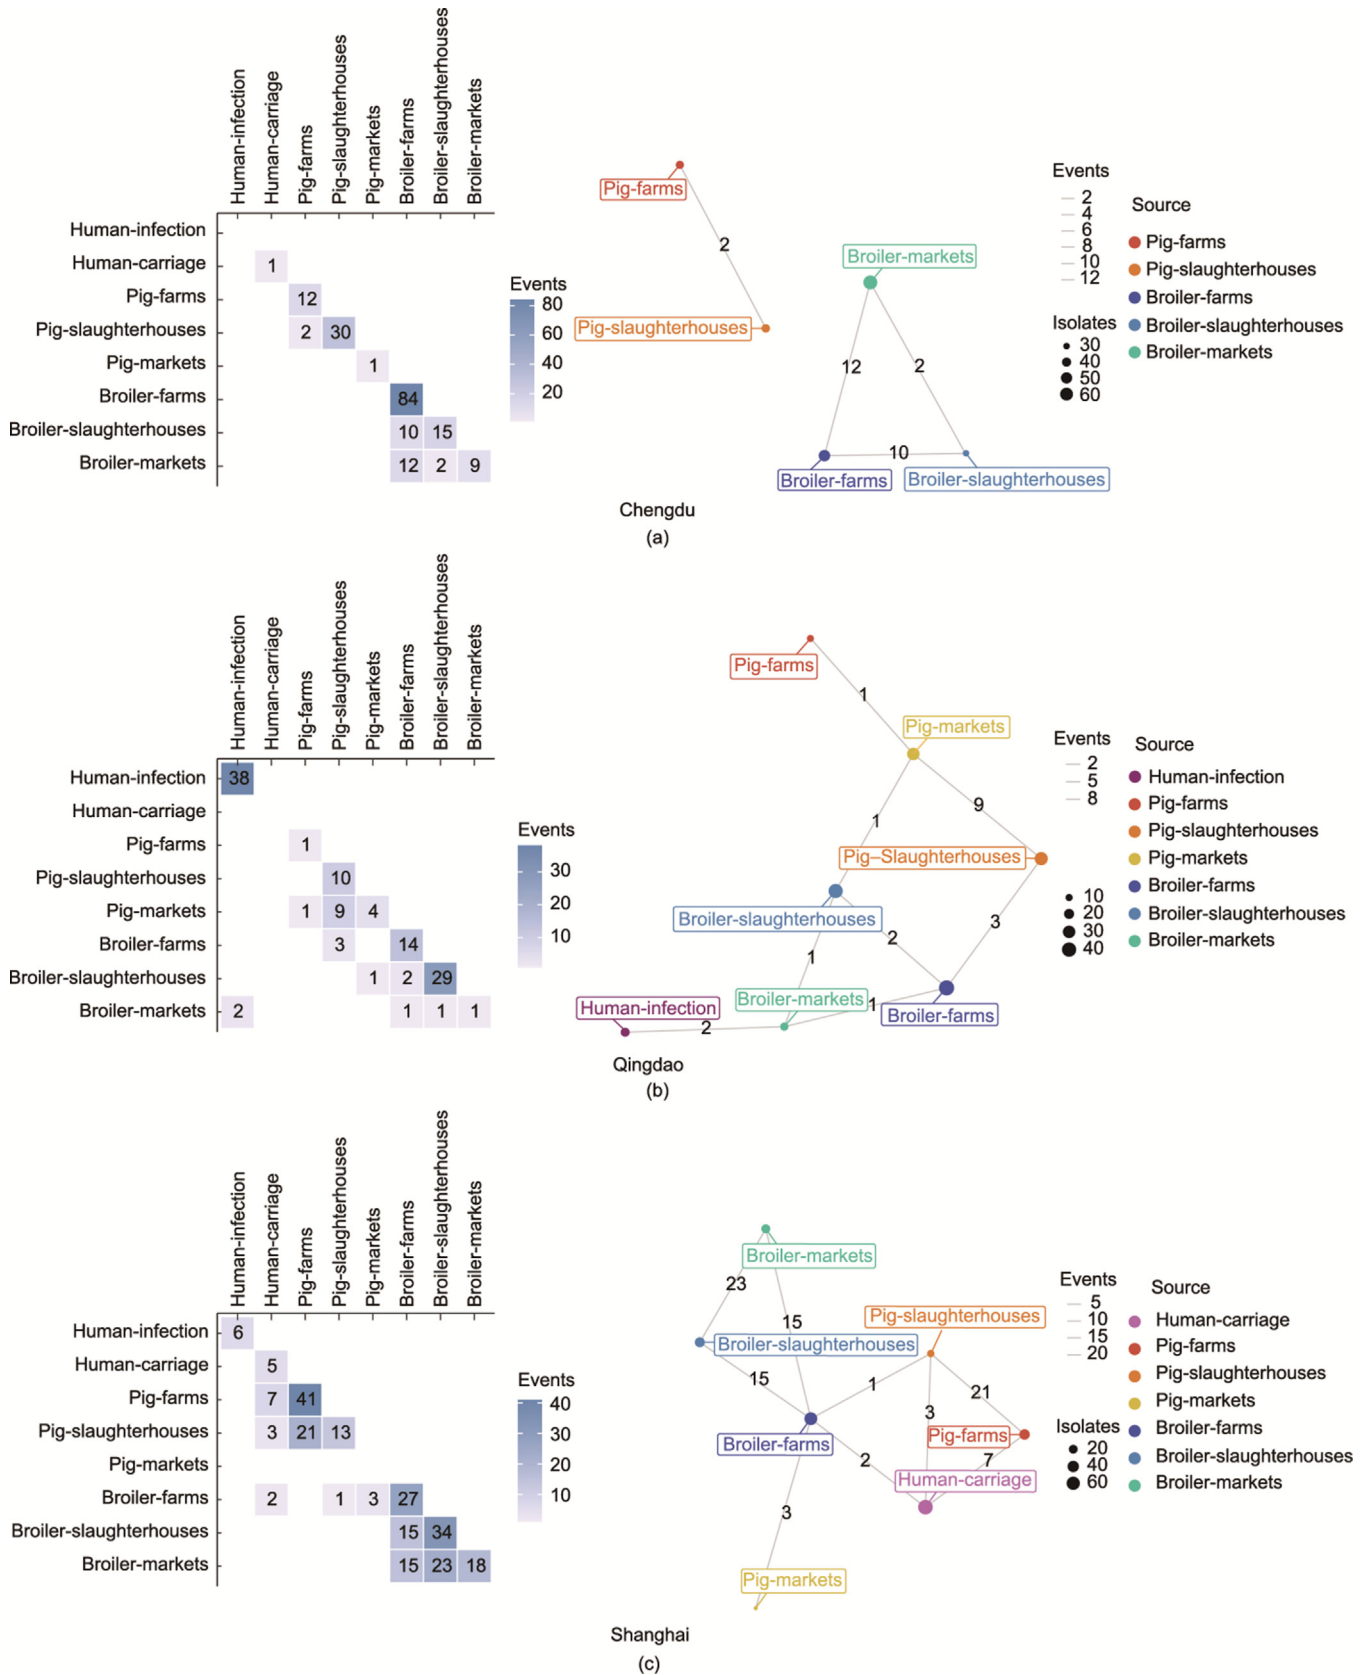 Human-infection
Human-carriage
Pig-farms
Pig-slaughterhouses
Pig-markets
Broiler-farms
Broiler-slaughterhouses
Broiler-markets
Human-infection
Human-carriage 1
Pig-farms 12
Pig-slaughterhouses 2 30
Pig-markets 1
Broiler-farms 84
Broiler-slaughterhouses 10 15
Broiler-markets 12 2 9
Events
80
60
40
20
Pig-farms
2
Pig-slaughterhouses
Broiler-markets
12 2
10
Broiler-farms Broiler-slaughterhouses
Events
2
4
6
8
10
12
Isolates
30
40
50
60
Source
Pig-farms
Pig-slaughterhouses
Broiler-farms
Broiler-slaughterhouses
Broiler-markets
Chengdu
(a)
Human-infection
Human-carriage
Pig-farms
Pig-slaughterhouses
Pig-markets
Broiler-farms
Broiler-slaughterhouses
Broiler-markets
Human-infection 38
Human-carriage
Pig-farms 1
Pig-slaughterhouses 10
Pig-markets 1 9 4
Broiler-farms 3 14
Broiler-slaughterhouses 1 2 29
Broiler-markets 2 1 1 1
Events
30
20
10
Pig-farms
1
Pig-markets
9
1
Pig–Slaughterhouses
Broiler-slaughterhouses
3
2
1
Broiler-markets
Human-infection
1
Broiler-farms
2
Events
2
5
8
10
20
30
40
Source
Human-infection
Pig-farms
Pig-slaughterhouses
Pig-markets
Broiler-farms
Broiler-slaughterhouses
Broiler-markets
Qingdao
(b)
Human-infection
Human-carriage
Pig-farms
Pig-slaughterhouses
Pig-markets
Broiler-farms
Broiler-slaughterhouses
Broiler-markets
Human-infection 6
Human-carriage 5
Pig-farms 7 41
Pig-slaughterhouses 3 21 13
Pig-markets
Broiler-farms 2 1 3 27
Broiler-slaughterhouses 15 34
Broiler-markets 15 23 18
Events
40
30
20
10
Broiler-markets
23
15
Pig-slaughterhouses
Broiler-slaughterhouses
15
1
21
3
Pig-farms
Broiler-farms
2
7
Human-carriage
3
Pig-markets
Events
5
10
15
20
Isolates
20
40
60
Source
Human-carriage
Pig-farms
Pig-slaughterhouses
Pig-markets
Broiler-farms
Broiler-slaughterhouses
Broiler-markets
Shanghai
(c)